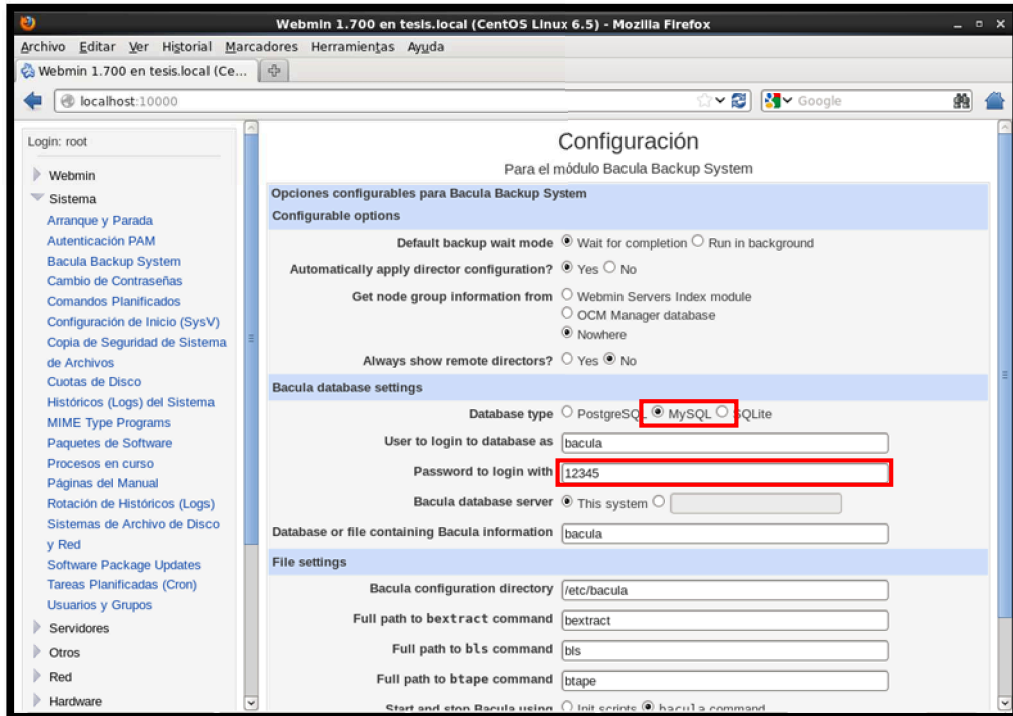 Webmin 1.700 en tesis.local (CentOS Linux 6.5) - Mozilla Firefox
Archivo Editar Ver Historial Marcadores Herramientas Ayuda
Webmin 1.700 en tesis.local (Ce...
localhost:10000
Google
Login: root
Webmin
Sistema
Arranque y Parada
Autenticación PAM
Bacula Backup System
Cambio de Contraseñas
Comandos Planificados
Configuración de Inicio (SysV)
Copia de Seguridad de Sistema
de Archivos
Cuotas de Disco
Históricos (Logs) del Sistema
MIME Type Programs
Paquetes de Software
Procesos en curso
Páginas del Manual
Rotación de Históricos (Logs)
Sistemas de Archivo de Disco
y Red
Software Package Updates
Tareas Planificadas (Cron)
Usuarios y Grupos
Servidores
Otros
Red
Hardware
Configuración
Para el módulo Bacula Backup System
Opciones configurables para Bacula Backup System
Configurable options
Default backup wait mode Wait for completion Run in background
Automatically apply director configuration? Yes No
Get node group information from Webmin Servers Index module
OCM Manager database
Nowhere
Always show remote directors? Yes No
Bacula database settings
Database type PostgreSQL MySQL SQLite
User to login to database as bacula
Password to login with 12345
Bacula database server This system
Database or file containing Bacula information bacula
File settings
Bacula configuration directory /etc/bacula
Full path to bextract command bextract
Full path to bls command bls
Full path to btape command btape
Start and stop Bacula using Init scripts bacula command